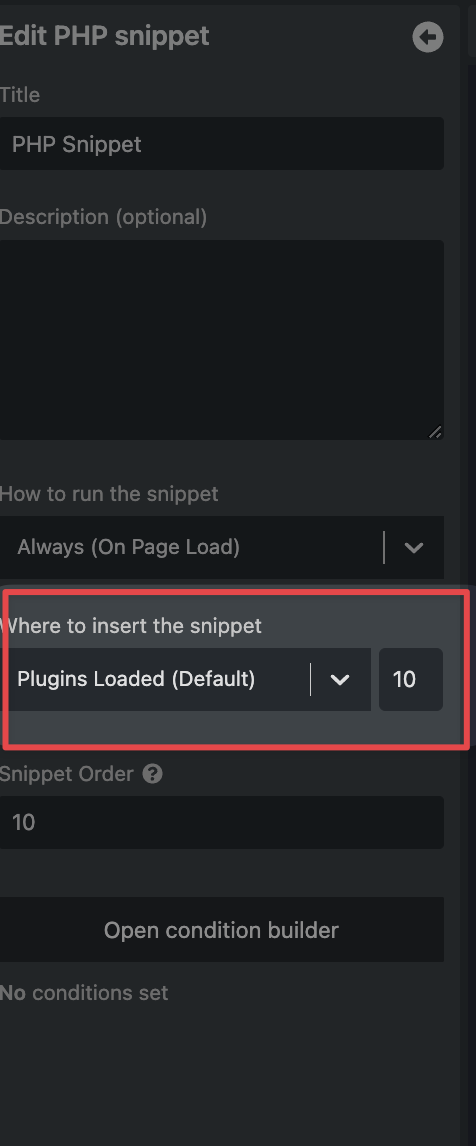 Edit PHP snippet
Title
PHP Snippet
Description (optional)
How to run the snippet
Always (On Page Load)
Where to insert the snippet
Plugins Loaded (Default) 10
Snippet Order ?
10
Open condition builder
No conditions set